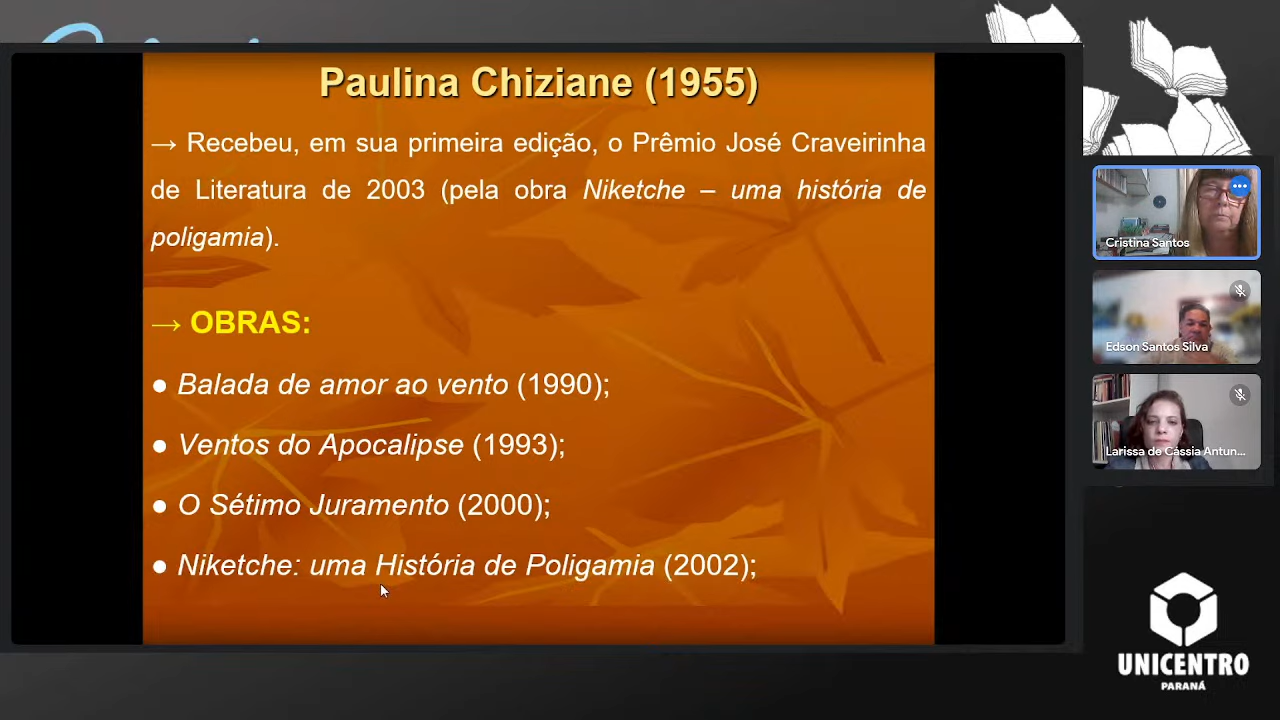 Paulina Chiziane (1955)
→ Recebeu, em sua primeira edição, o Prêmio José Craveirinha
de Literatura de 2003 (pela obra Niketche – uma história de
poligamia).
→ OBRAS:
● Balada de amor ao vento (1990);
● Ventos do Apocalipse (1993);
● O Sétimo Juramento (2000);
● Niketche: uma História de Poligamia (2002);
Cristina Santos
Edson Santos Silva
Larissa de Cássia Antun...
UNICENTRO
PARANÁ